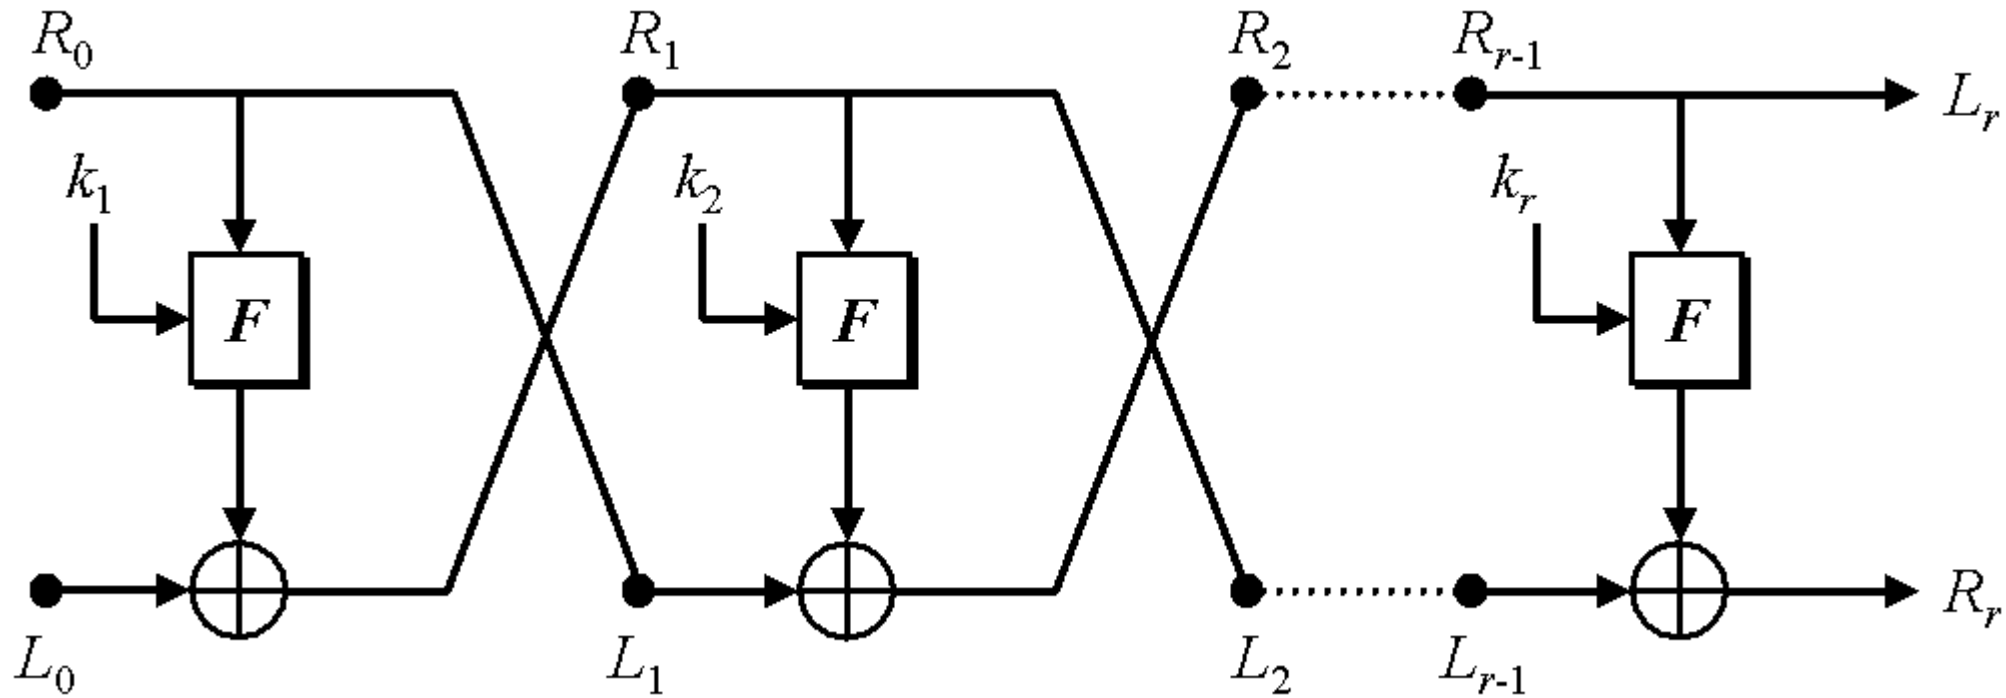 R0 R1 R2 Rr-1
Lr
k1 k2 kr
F F F
Rr
L0 L1 L2 Lr-1